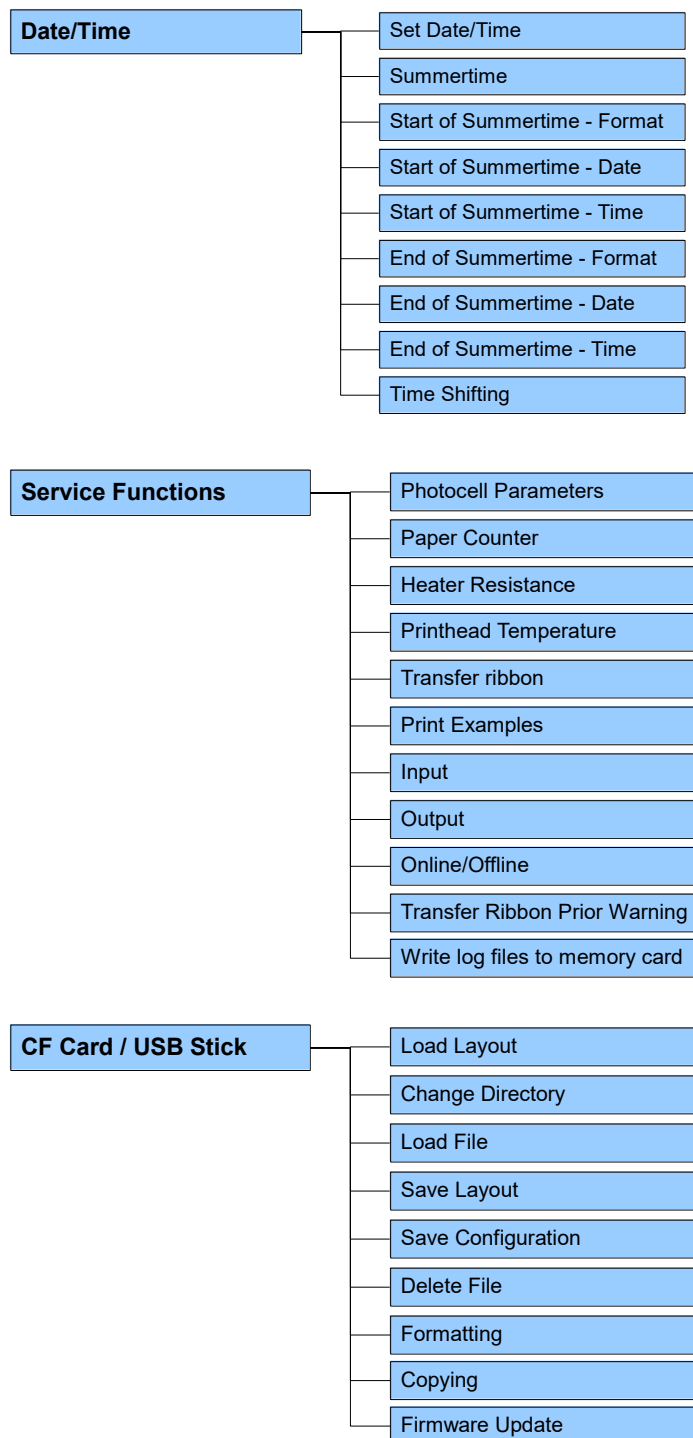 Date/Time
Set Date/Time
Summertime
Start of Summertime - Format
Start of Summertime - Date
Start of Summertime - Time
End of Summertime - Format
End of Summertime - Date
End of Summertime - Time
Time Shifting
Service Functions
Photocell Parameters
Paper Counter
Heater Resistance
Printhead Temperature
Transfer ribbon
Print Examples
Input
Output
Online/Offline
Transfer Ribbon Prior Warning
Write log files to memory card
CF Card / USB Stick
Load Layout
Change Directory
Load File
Save Layout
Save Configuration
Delete File
Formatting
Copying
Firmware Update